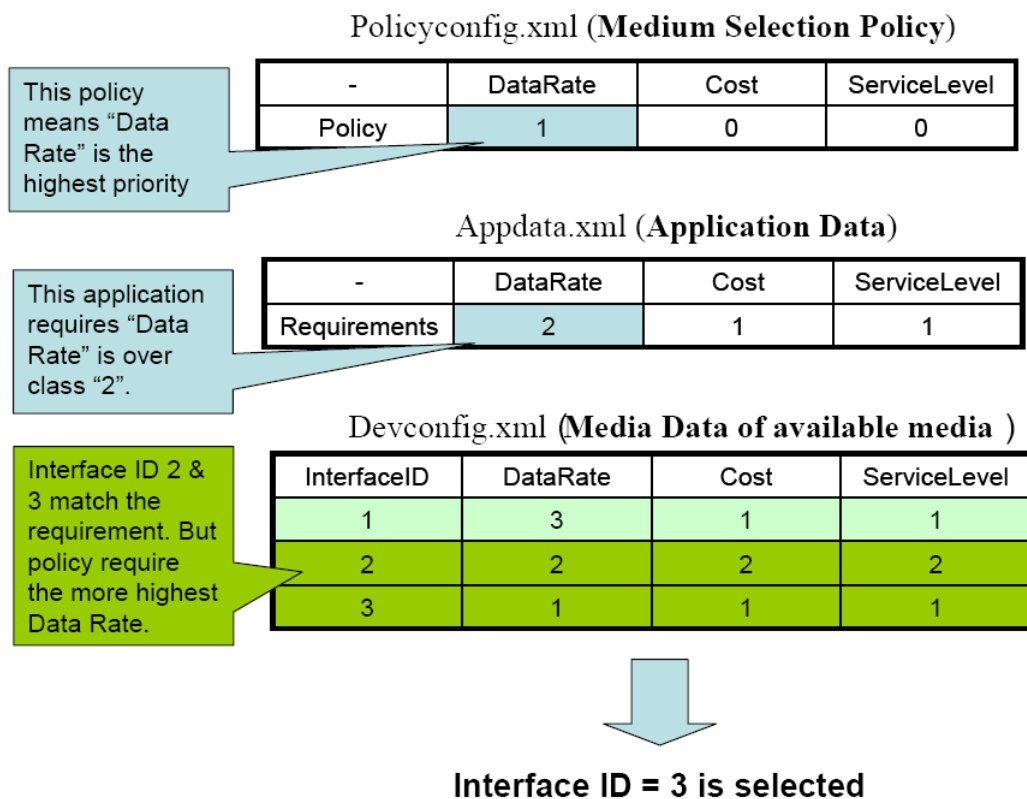 Policyconfig.xml (Medium Selection Policy)
This policy
means “Data
Rate” is the
highest priority
- DataRate Cost ServiceLevel
Policy 1 0 0
Appdata.xml (Application Data)
This application
requires “Data
Rate” is over
class “2”.
- DataRate Cost ServiceLevel
Requirements 2 1 1
Devconfig.xml (Media Data of available media )
Interface ID 2 &
3 match the
requirement. But
policy require
the more highest
Data Rate.
InterfaceID DataRate Cost ServiceLevel
1 3 1 1
2 2 2 2
3 1 1 1
Interface ID = 3 is selected